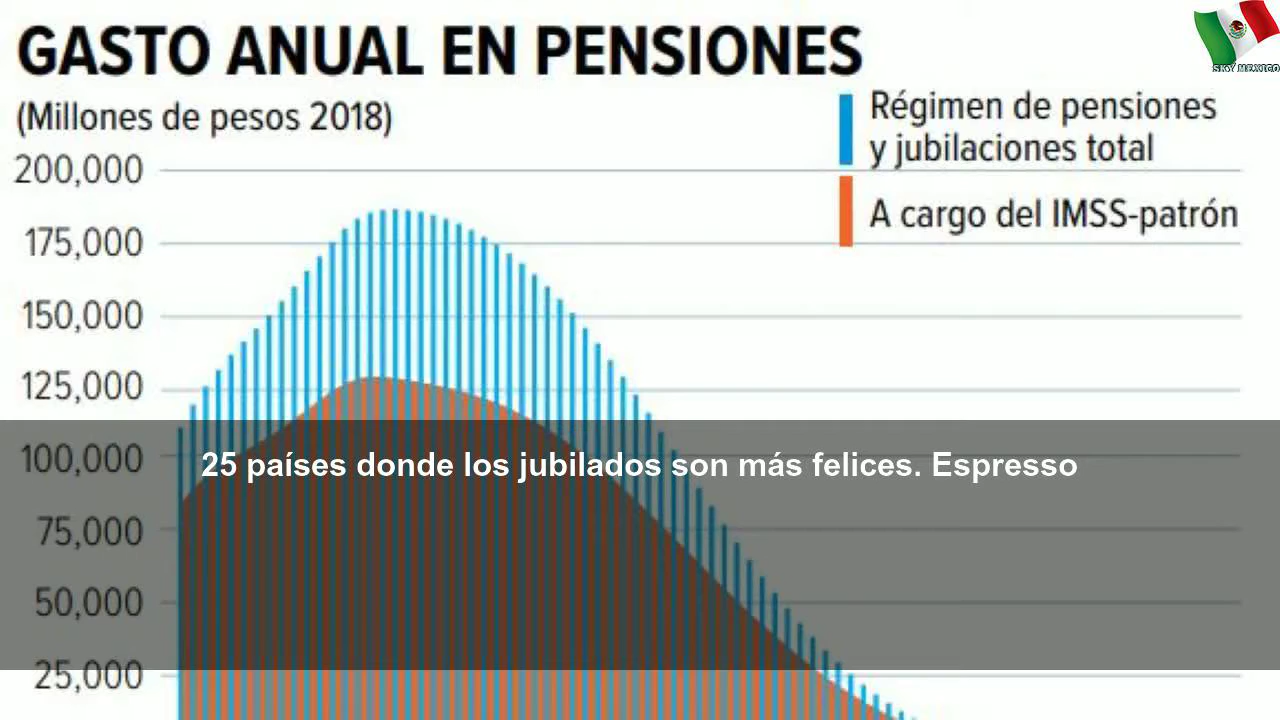 GASTO ANUAL EN PENSIONES
(Millones de pesos 2018)
SKY MEXICO
Régimen de pensiones
y jubilaciones total
A cargo del IMSS-patrón
200,000
175,000
150,000
125,000
100,000
25 países donde los jubilados son más felices. Espresso
75,000
50,000
25,000